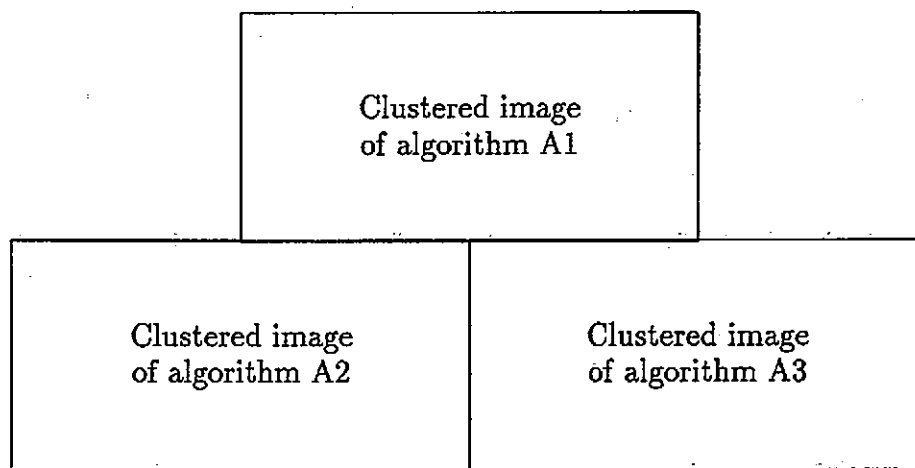 Clustered image
of algorithm A1
Clustered image
of algorithm A2
Clustered image
of algorithm A3